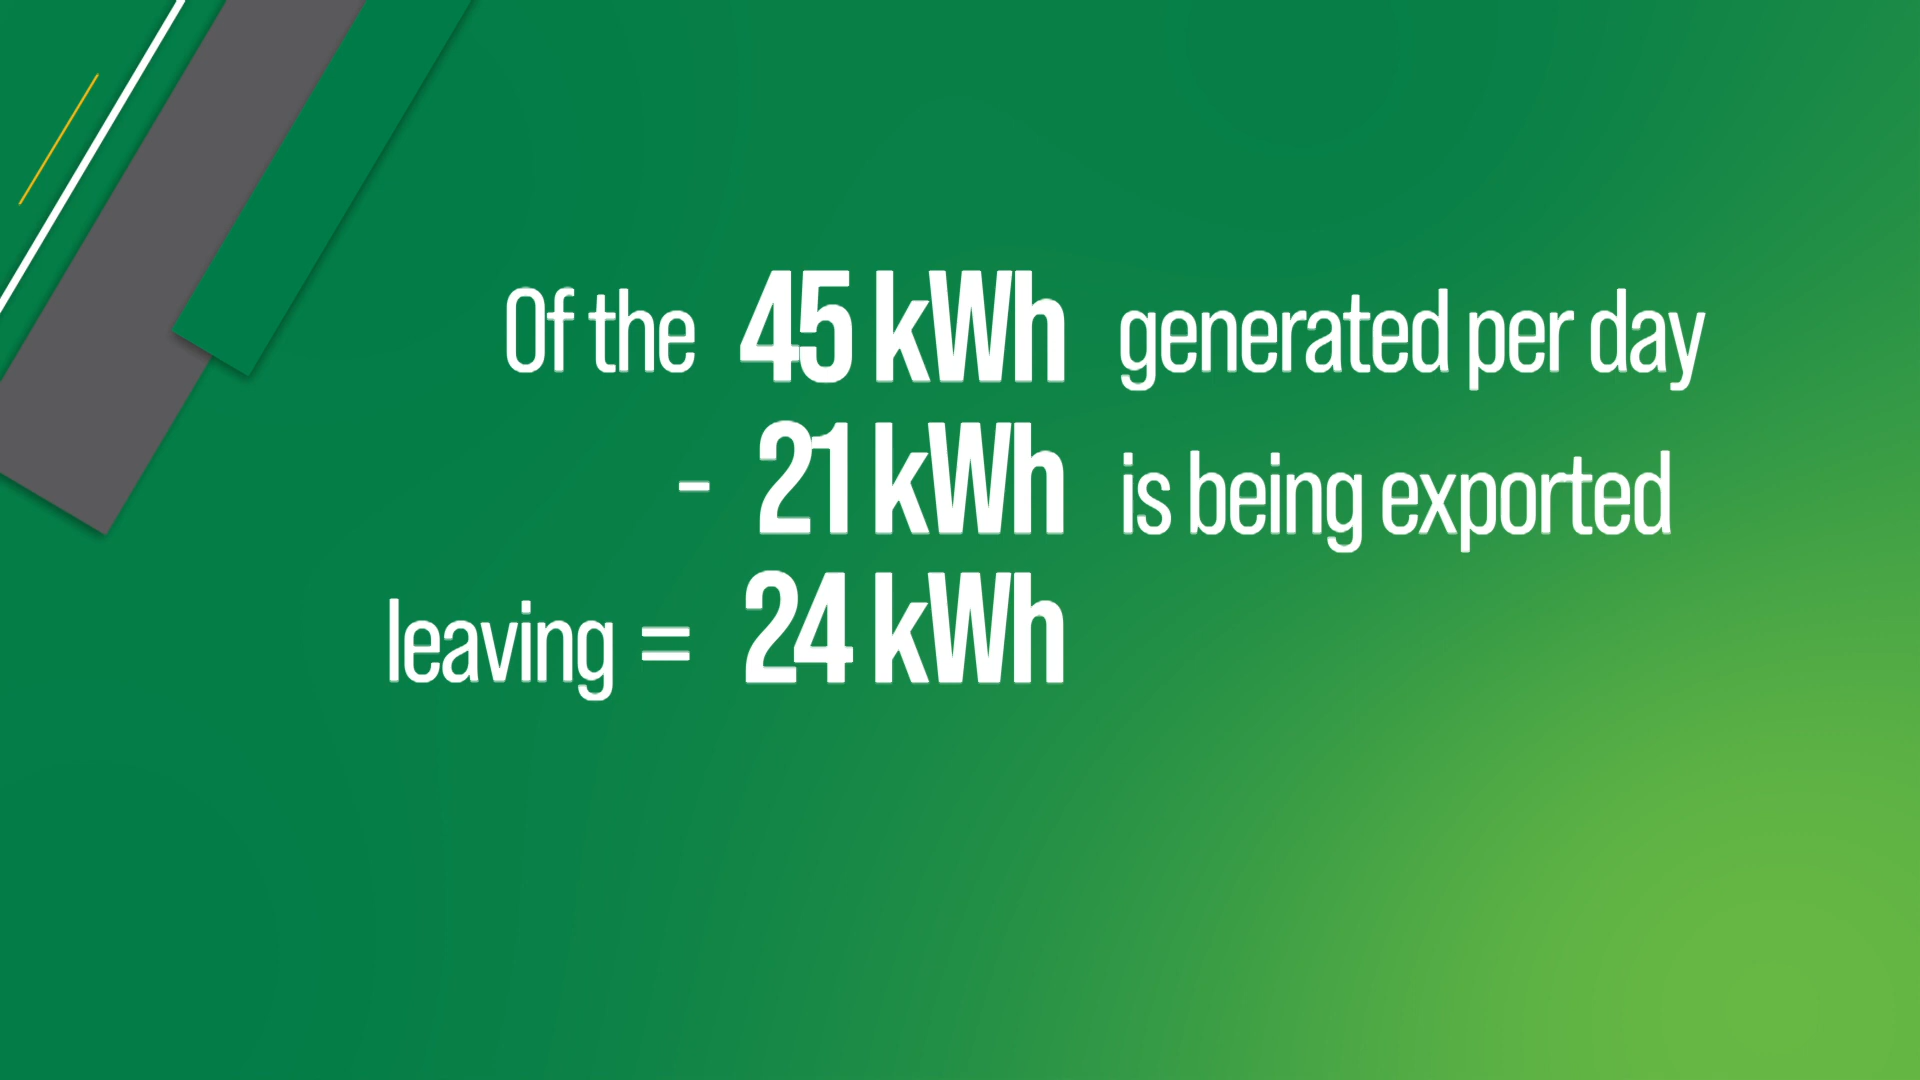 Of the 45 kWh generated per day
- 21 kWh is being exported
leaving = 24 kWh